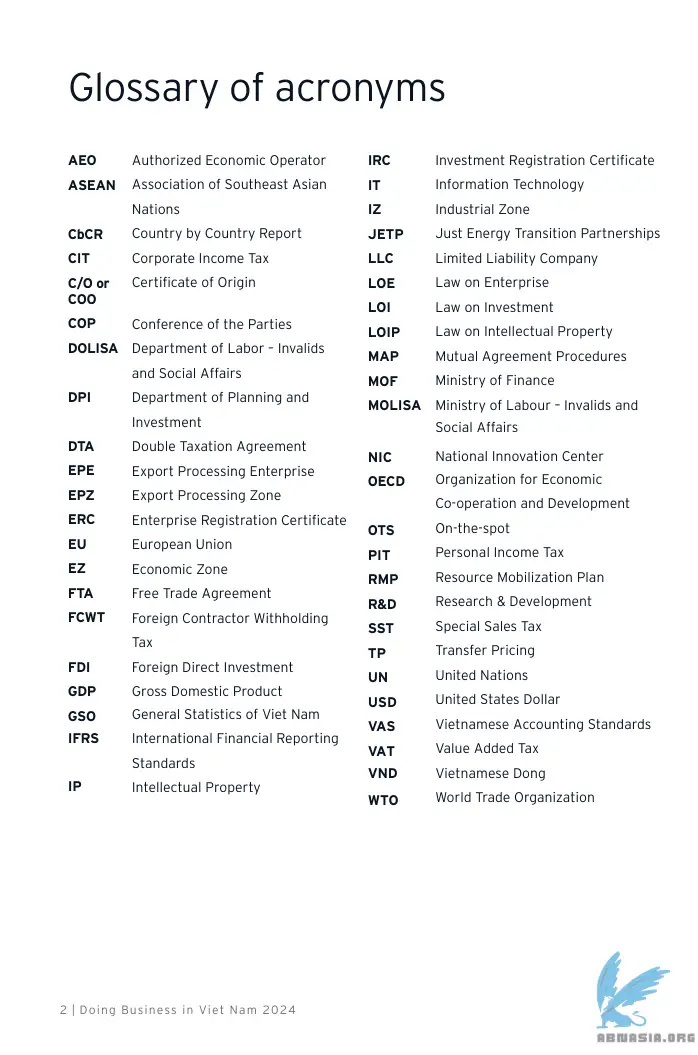 Glossary of acronyms
AEO Authorized Economic Operator
ASEAN Association of Southeast Asian
Nations
CbCR Country by Country Report
CIT Corporate Income Tax
C/O or Certificate of Origin
COO
COP Conference of the Parties
DOLISA Department of Labor – Invalids
and Social Affairs
DPI Department of Planning and
Investment
DTA Double Taxation Agreement
EPE Export Processing Enterprise
EPZ Export Processing Zone
ERC Enterprise Registration Certificate
EU European Union
EZ Economic Zone
FTA Free Trade Agreement
FCWT Foreign Contractor Withholding
Tax
FDI Foreign Direct Investment
GDP Gross Domestic Product
GSO General Statistics of Viet Nam
IFRS International Financial Reporting
Standards
IP Intellectual Property
IRC Investment Registration Certificate
IT Information Technology
IZ Industrial Zone
JETP Just Energy Transition Partnerships
LLC Limited Liability Company
LOE Law on Enterprise
LOI Law on Investment
LOIP Law on Intellectual Property
MAP Mutual Agreement Procedures
MOF Ministry of Finance
MOLISA Ministry of Labour – Invalids and
Social Affairs
NIC National Innovation Center
OECD Organization for Economic
Co-operation and Development
OTS On-the-spot
PIT Personal Income Tax
RMP Resource Mobilization Plan
R&D Research & Development
SST Special Sales Tax
TP Transfer Pricing
UN United Nations
USD United States Dollar
VAS Vietnamese Accounting Standards
VAT Value Added Tax
VND Vietnamese Dong
WTO World Trade Organization
2 | Doing Business in Viet Nam 2024
ABMASIA.ORG